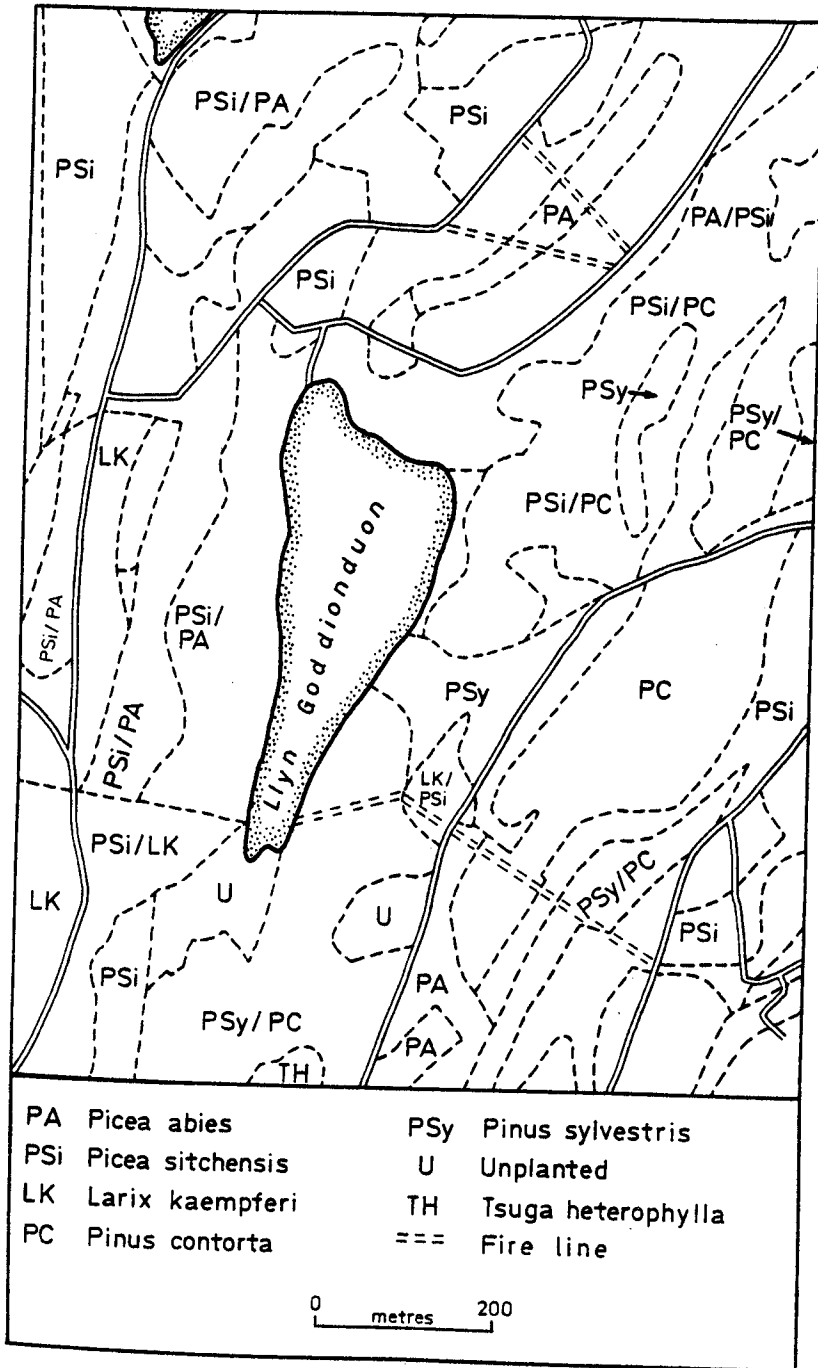 PSi/PA
PSi
PSi
PA
PA/PSi
PSi
PSi/PC
PSy
PSy/
PC
LK
PSi/PC
PSi/PA
PSi/
PA
Llyn Goddionduon
PSy
PC
PSi
PSi/PA
LK/
PSi
PSi/LK
PSy/PC
LK
U
U
PSi
PSi
PA
PSy/PC
PA
TH
PA Picea abies
PSi Picea sitchensis
LK Larix kaempferi
PC Pinus contorta
PSy Pinus sylvestris
U Unplanted
TH Tsuga heterophylla
=== Fire line
0 200
metres